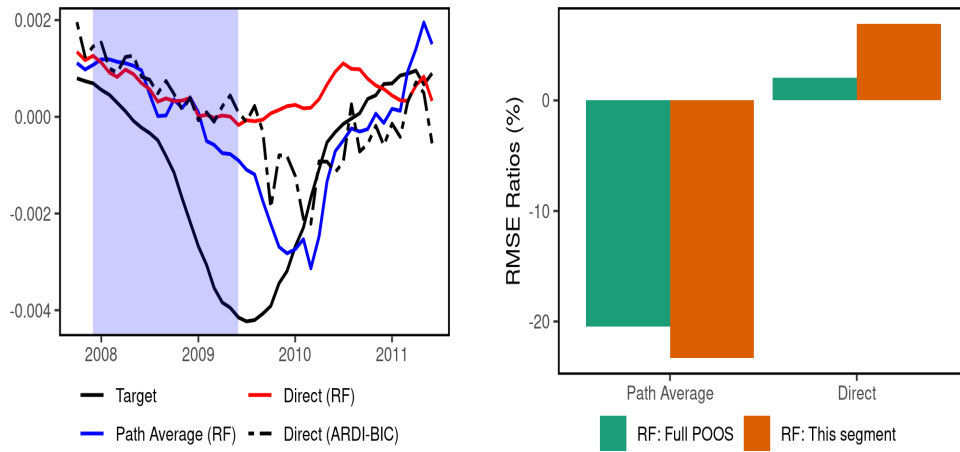 0.002
0.000
-0.002
-0.004
2008 2009 2010 2011
Target Direct (RF)
Path Average (RF) Direct (ARDI-BIC)
RMSE Ratios (%)
0
-10
-20
Path Average Direct
RF: Full POOS RF: This segment